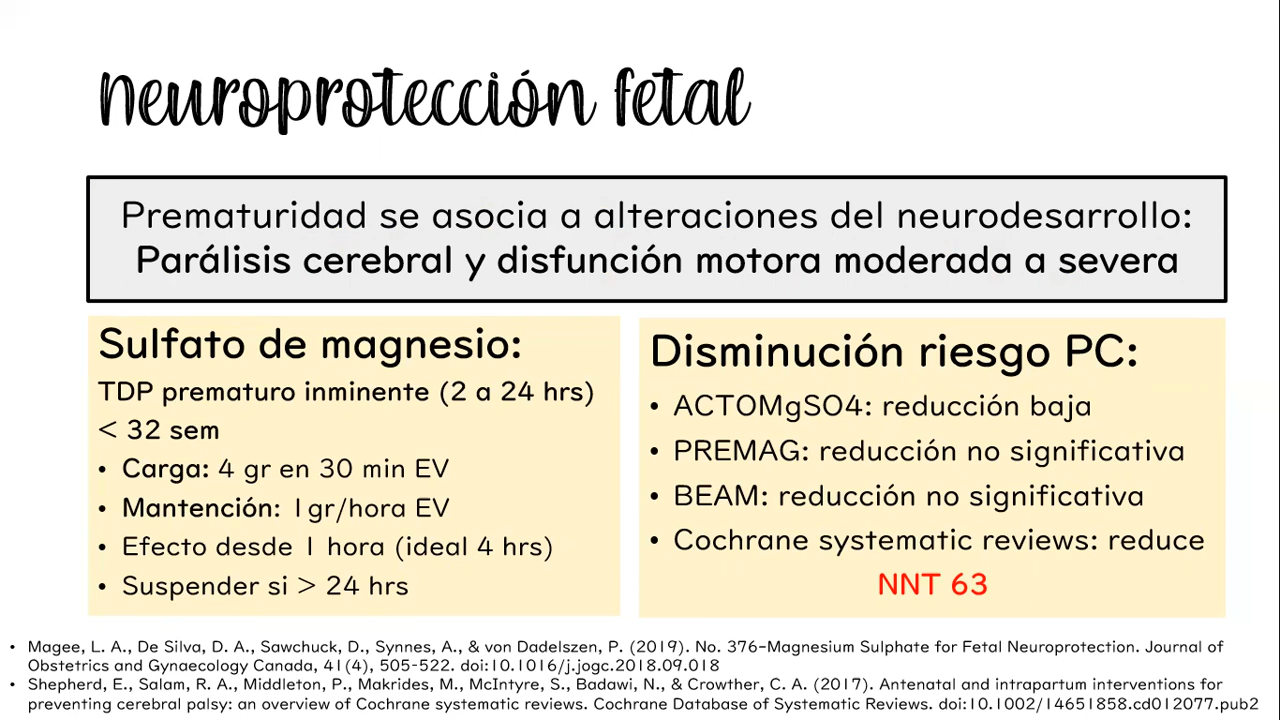 neuroprotección fetal
Prematuridad se asocia a alteraciones del neurodesarrollo:
Parálisis cerebral y disfunción motora moderada a severa
Sulfato de magnesio:
TDP prematuro inminente (2 a 24 hrs)
< 32 sem
• Carga: 4 gr en 30 min EV
• Mantención: 1gr/hora EV
• Efecto desde 1 hora (ideal 4 hrs)
• Suspender si > 24 hrs
Disminución riesgo PC:
• ACTOMgSO4: reducción baja
• PREMAG: reducción no significativa
• BEAM: reducción no significativa
• Cochrane systematic reviews: reduce
NNT 63
• Magee, L. A., De Silva, D. A., Sawchuck, D., Synnes, A., & von Dadelszen, P. (2019). No. 376-Magnesium Sulphate for Fetal Neuroprotection. Journal of
Obstetrics and Gynaecology Canada, 41(4), 505-522. doi:10.1016/j.jogc.2018.09.018
• Shepherd, E., Salam, R. A., Middleton, P., Makrides, M., McIntyre, S., Badawi, N., & Crowther, C. A. (2017). Antenatal and intrapartum interventions for
preventing cerebral palsy: an overview of Cochrane systematic reviews. Cochrane Database of Systematic Reviews. doi:10.1002/14651858.cd012077.pub2